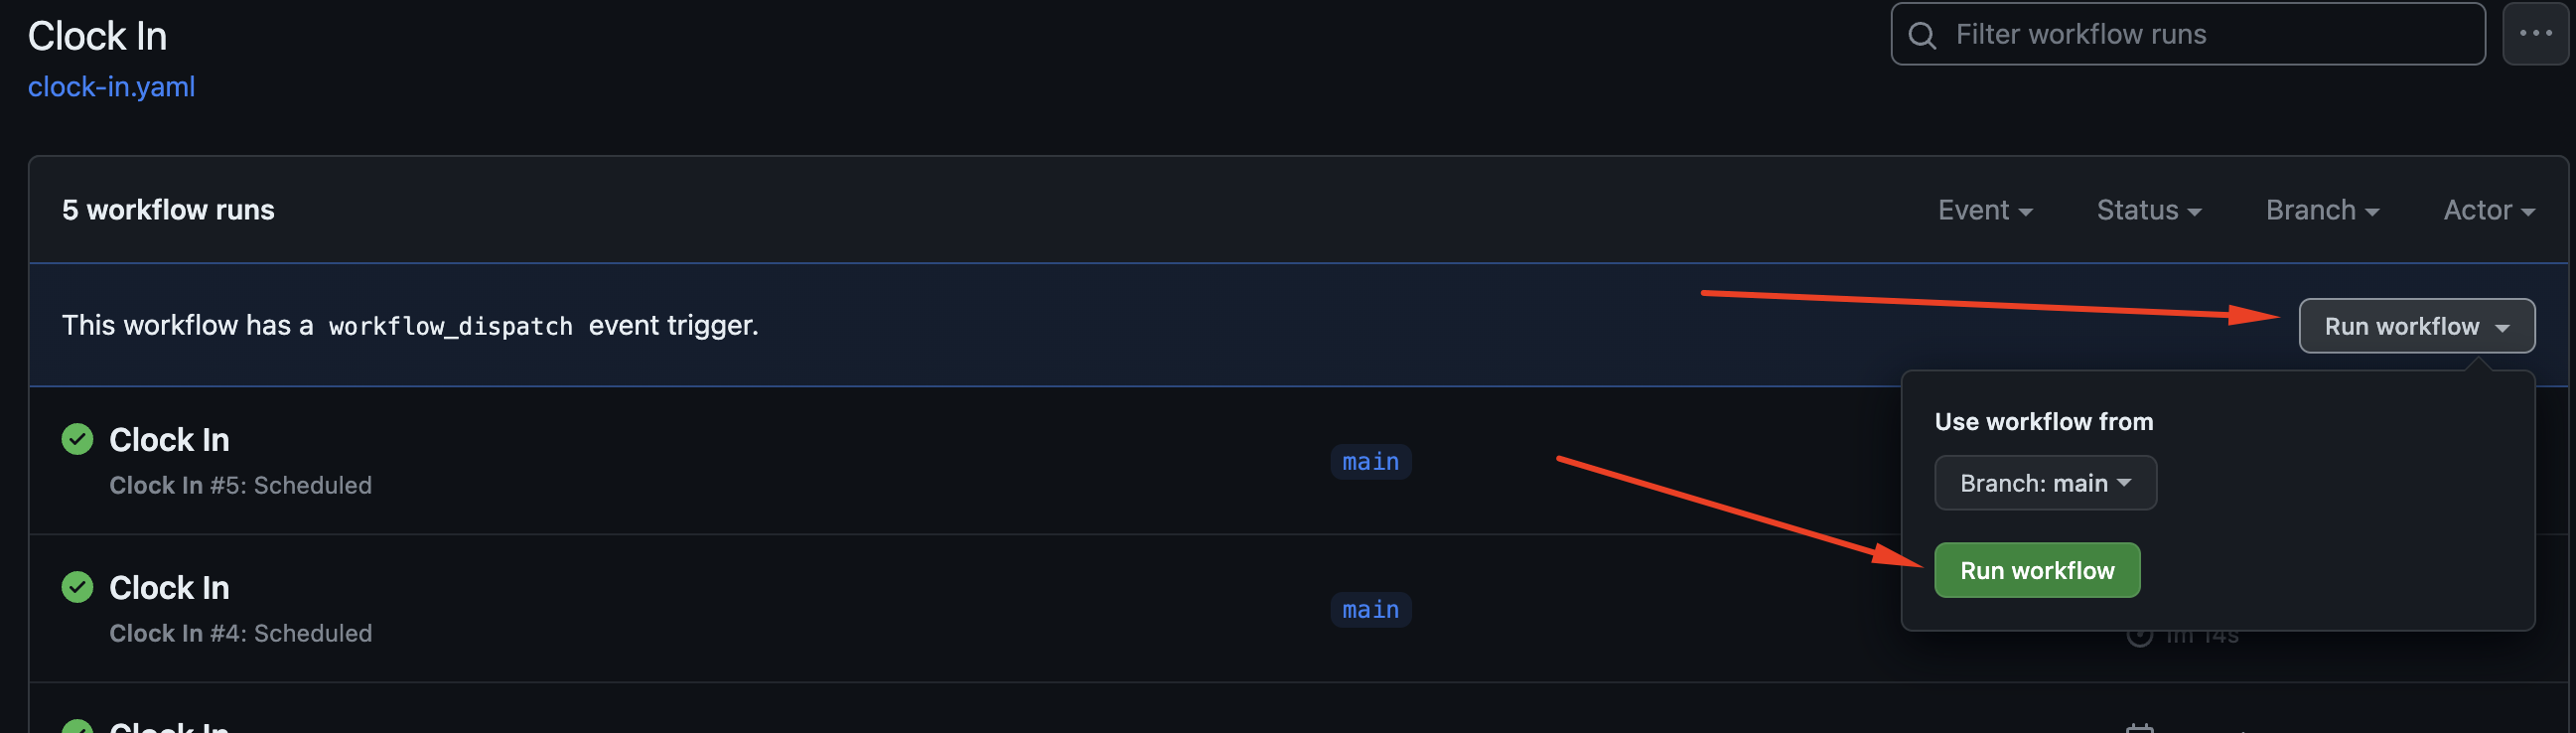 Clock In
Filter workflow runs
clock-in.yaml
5 workflow runs
Event
Status
Branch
Actor
This workflow has a workflow_dispatch event trigger.
Run workflow
Use workflow from
Branch: main
Run workflow
Clock In
Clock In #5: Scheduled
main
Clock In
Clock In #4: Scheduled
main
1m 14s
Clock In